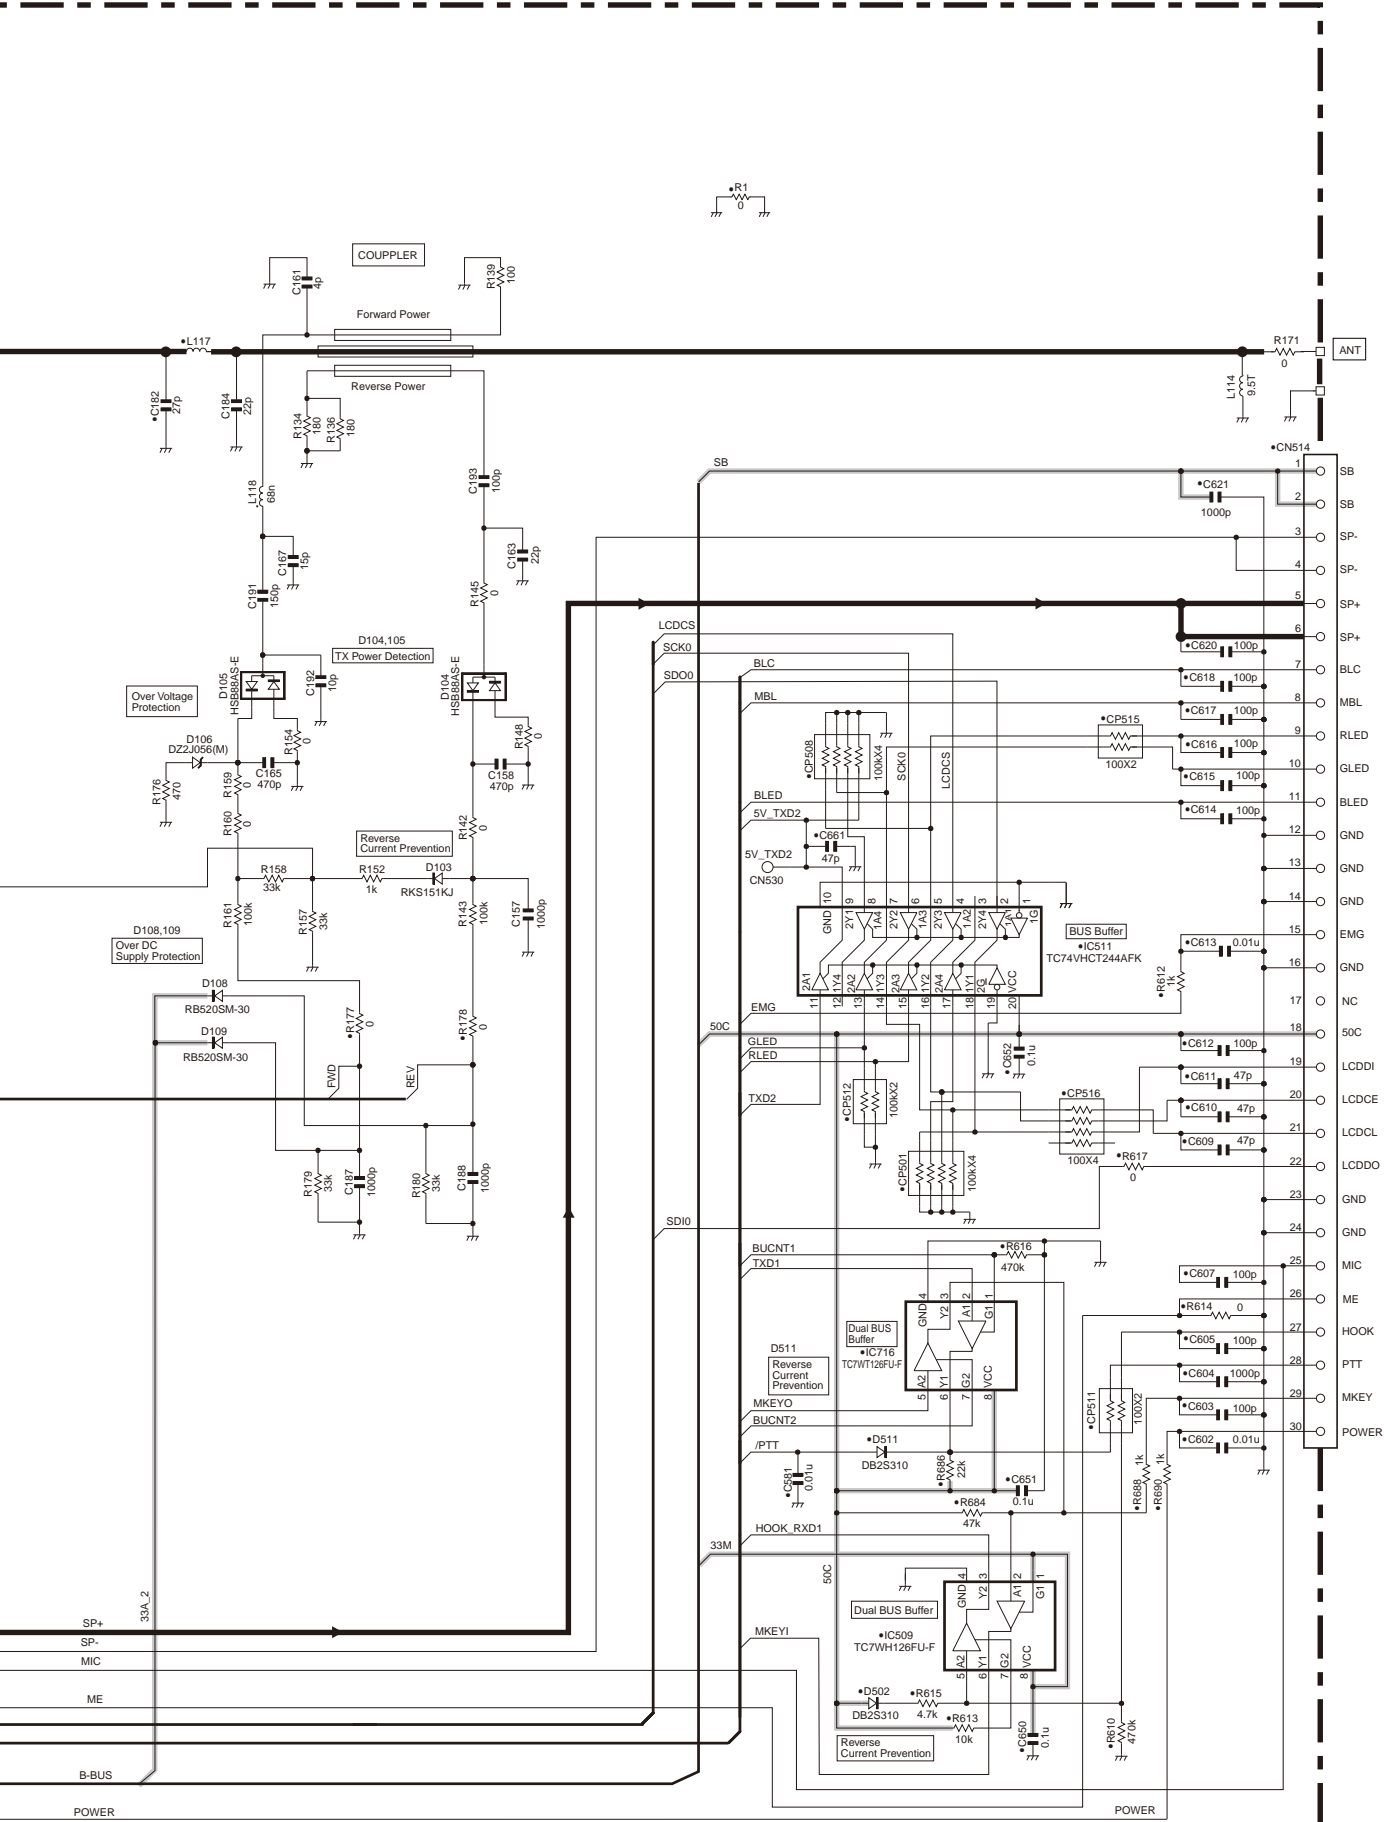 •R1
0
COUPPLER
C161
4p
R139
100
Forward Power
•L117
R171
0
ANT
Reverse Power
•C182
27p
C184
22p
R134
180
R136
180
L114
9.5T
•CN514
SB
1
SB
C193
100p
L118
68n
•C621
1000p
2
SB
3
SP-
C167
15p
C163
22p
4
SP-
C191
150p
R145
0
5
SP+
LCDCS
6
SP+
D104,105
TX Power Detection
SCK0
•C620
100p
BLC
7
BLC
D105
HSB88AS-E
C192
10p
D104
HSB88AS-E
SDO0
•C618
100p
Over Voltage
Protection
MBL
8
MBL
•C617
100p
•CP515
100X2
D106
DZ2J056(M)
R154
0
R148
0
•CP508
100kX4
SCK0
LCDCS
9
RLED
•C616
100p
R176
470
R159
0
C165
470p
C158
470p
10
GLED
•C615
100p
BLED
11
BLED
R160
0
R142
0
5V_TXD2
•C614
100p
Reverse
Current Prevention
•C661
47p
12
GND
5V_TXD2
CN530
R158
33k
R152
1k
D103
RKS151KJ
13
GND
R161
100k
R157
33k
R143
100k
C157
1000p
14
GND
GND 10
2Y1 9
1A4 8
2Y2 7
1A3 6
2Y3 5
1A2 4
2Y4 3
1A1 2
1G 1
BUS Buffer
•IC511
TC74VHCT244AFK
15
EMG
•C613
0.01u
D108,109
Over DC
Supply Protection
16
GND
•R612
1k
2A1 11
1Y4 12
2A2 13
1Y3 14
2A3 15
1Y2 16
2A4 17
1Y1 18
2G 19
VCC 20
D108
RB520SM-30
17
NC
EMG
•R177
0
•R178
0
50C
18
50C
D109
RB520SM-30
GLED
RLED
•C652
0.1u
•C612
100p
19
LCDDI
FWD
REV
•C611
47p
•CP512
100kX2
•CP516
100X4
20
LCDCE
TXD2
•C610
47p
21
LCDCL
•C609
47p
•R617
0
22
LCDDO
R179
33k
C187
1000p
R180
33k
C188
1000p
•CP501
100kX4
23
GND
SDI0
24
GND
BUCNT1
•R616
470k
TXD1
25
MIC
•C607
100p
GND 4
Y2 3
A1 2
G1 1
26
ME
•R614
0
Dual BUS
Buffer
•IC716
TC7WT126FU-F
27
HOOK
•C605
100p
D511
Reverse
Current
Prevention
28
PTT
•C604
1000p
A2 5
Y1 6
G2 7
VCC 8
29
MKEY
MKEYO
•CP511
100X2
•C603
100p
BUCNT2
30
POWER
/PTT
•D511
DB2S310
•C602
0.01u
•C581
0.01u
•R686
22k
•C651
0.1u
•R688
1k
•R690
1k
•R684
47k
HOOK_RXD1
33M
50C
GND 4
Y2 3
A1 2
G1 1
33A_2
Dual BUS Buffer
•IC509
TC7WH126FU-F
SP+
MKEYI
SP-
A2 5
Y1 6
G2 7
VCC 8
MIC
•D502
DB2S310
•R615
4.7k
ME
•R613
10k
•C650
0.1u
•R610
470k
Reverse
Current Prevention
B-BUS
POWER
POWER